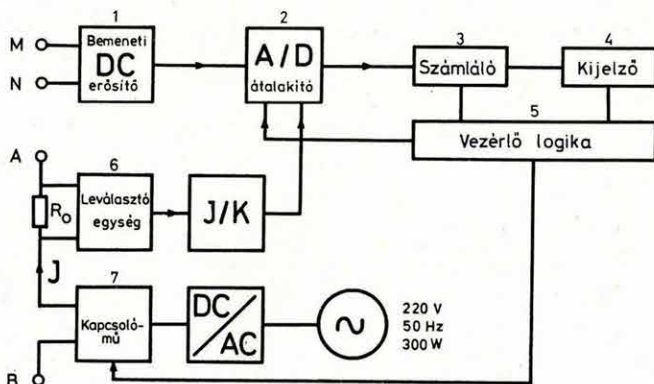 1
2
3
4
M
N
Bemeneti
DC
erősítő
A/D
átalakító
Számláló
Kijelző
5
Vezérlő logika
A
6
R₀
Leválasztó
egység
J/K
J
7
Kapcsoló-
mű
DC
AC
~
220 V
50 Hz
300 W
B